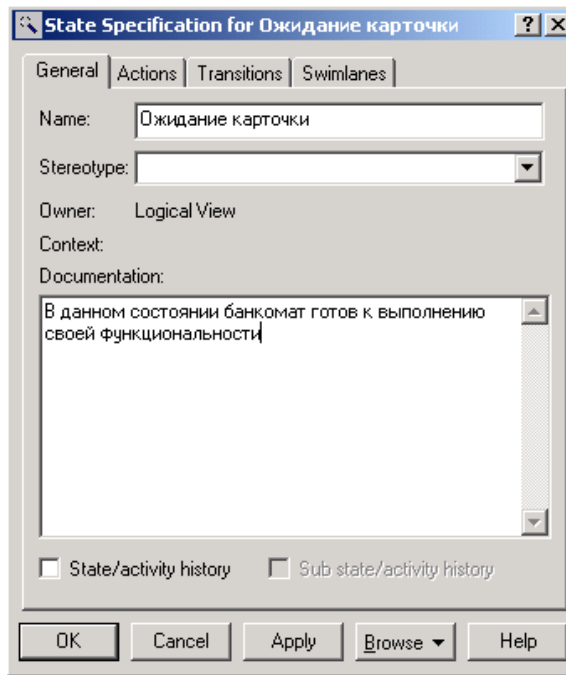 State Specification for Ожидание карточки
General Actions Transitions Swimlanes
Name: Ожидание карточки
Stereotype:
Owner: Logical View
Context:
Documentation:
В данном состоянии банкомат готов к выполнению
своей функциональности
State/activity history Sub state/activity history
OK Cancel Apply Browse Help